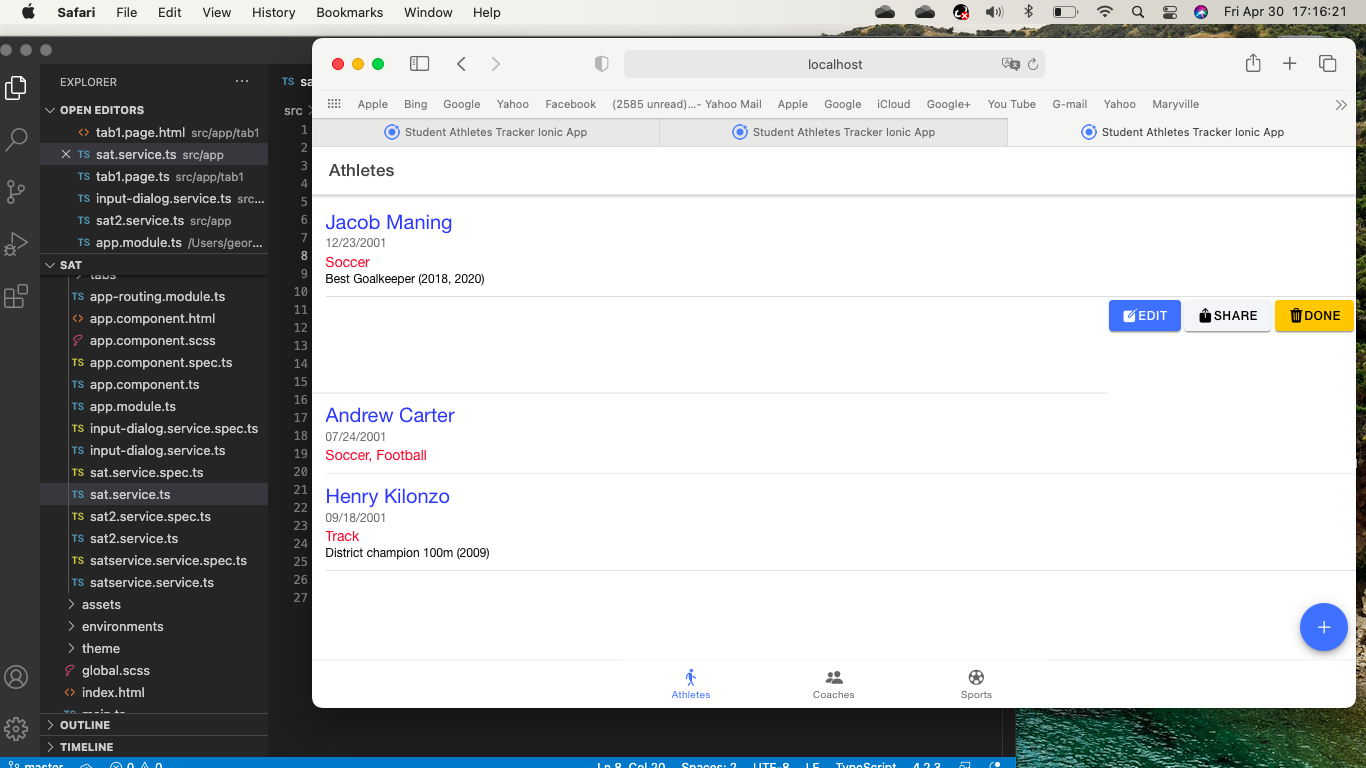 Safari File Edit View History Bookmarks Window Help Fri Apr 30 17:16:21
EXPLORER
OPEN EDITORS
tab1.page.html src/app/tab1
TS sat.service.ts src/app
TS tab1.page.ts src/app/tab1
TS input-dialog.service.ts src...
TS sat2.service.ts src/app
TS app.module.ts /Users/geor...
SAT
tabs
TS app-routing.module.ts
app.component.html
app.component.scss
TS app.component.spec.ts
TS app.component.ts
TS app.module.ts
TS input-dialog.service.spec.ts
TS input-dialog.service.ts
TS sat.service.spec.ts
TS sat.service.ts
TS sat2.service.spec.ts
TS sat2.service.ts
TS satservice.service.spec.ts
TS satservice.service.ts
assets
environments
theme
global.scss
index.html
main.ts
OUTLINE
TIMELINE
TS sa
src
1
2
3
4
5
6
7
8
9
10
11
12
13
14
15
16
17
18
19
20
21
22
23
24
25
26
27
localhost
Apple Bing Google Yahoo Facebook (2585 unread)...- Yahoo Mail Apple Google iCloud Google+ You Tube G-mail Yahoo Maryville
Student Athletes Tracker Ionic App Student Athletes Tracker Ionic App Student Athletes Tracker Ionic App
Athletes
Jacob Maning
12/23/2001
Soccer
Best Goalkeeper (2018, 2020)
EDIT SHARE DONE
Andrew Carter
07/24/2001
Soccer, Football
Henry Kilonzo
09/18/2001
Track
District champion 100m (2009)
+
Athletes Coaches Sports
master 0 0 Ln 8, Col 20 Spaces: 2 UTF-8 LF TypeScript 4.2.3